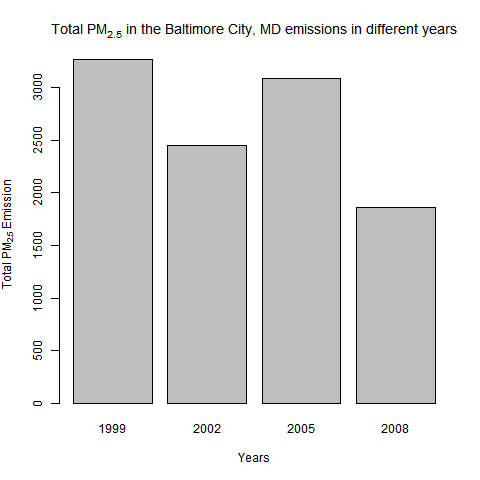 Total PM2.5 in the Baltimore City, MD emissions in different years
Total PM2.5 Emission
3000
2500
2000
1500
1000
500
0
1999 2002 2005 2008
Years